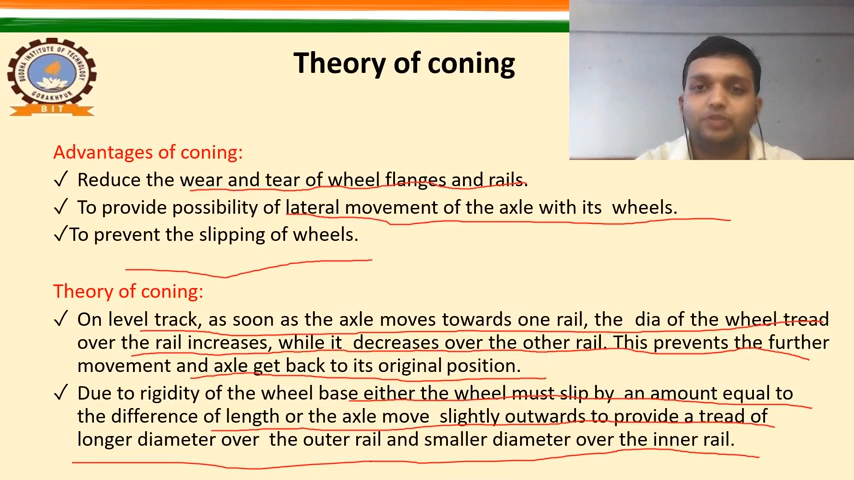 Theory of coning
BUDDHA INSTITUTE OF TECHNOLOGY
GORAKHPUR
BIT
Advantages of coning:
✓ Reduce the wear and tear of wheel flanges and rails.
✓ To provide possibility of lateral movement of the axle with its wheels.
✓To prevent the slipping of wheels.
Theory of coning:
✓ On level track, as soon as the axle moves towards one rail, the dia of the wheel tread
over the rail increases, while it decreases over the other rail. This prevents the further
movement and axle get back to its original position.
✓ Due to rigidity of the wheel base either the wheel must slip by an amount equal to
the difference of length or the axle move slightly outwards to provide a tread of
longer diameter over the outer rail and smaller diameter over the inner rail.